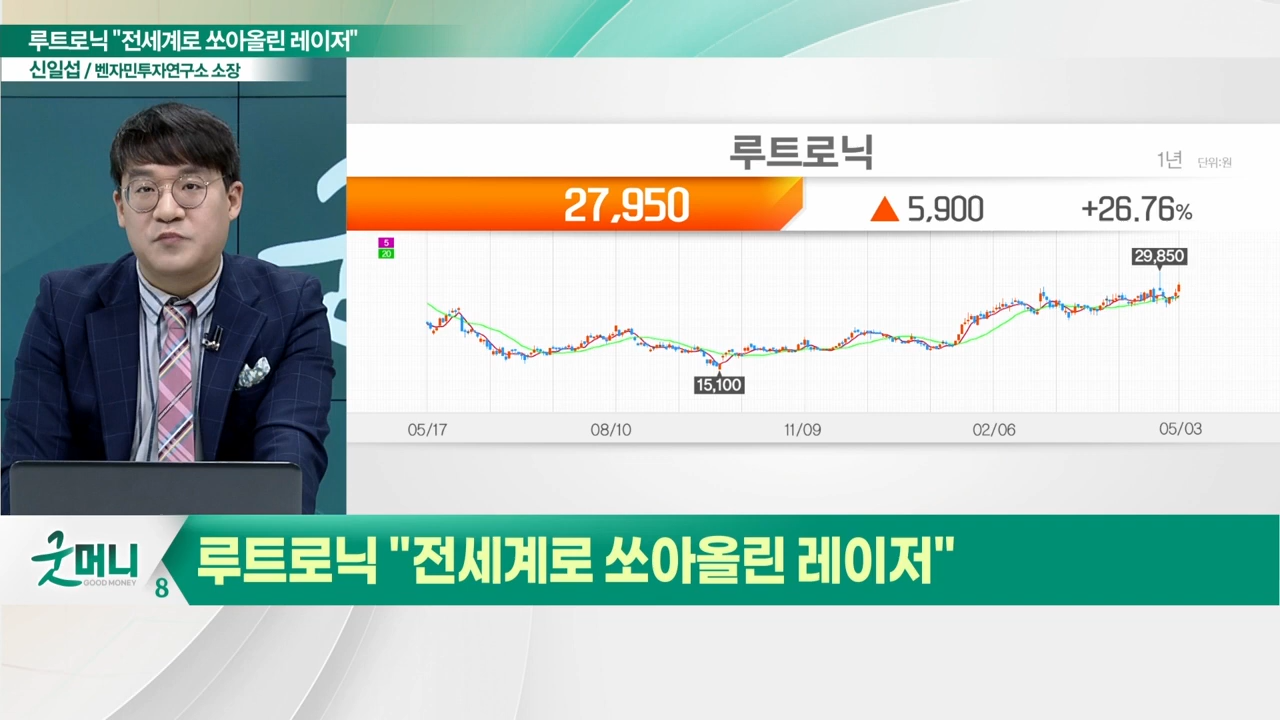 루트로닉 "전세계로 쏘아올린 레이저"
신일섭 / 벤자민투자연구소 소장
루트로닉
1년 단위:원
27,950 ▲ 5,900 +26.76%
5
20
29,850
15,100
05/17 08/10 11/09 02/06 05/03
굿머니 GOOD MONEY 8
루트로닉 "전세계로 쏘아올린 레이저"